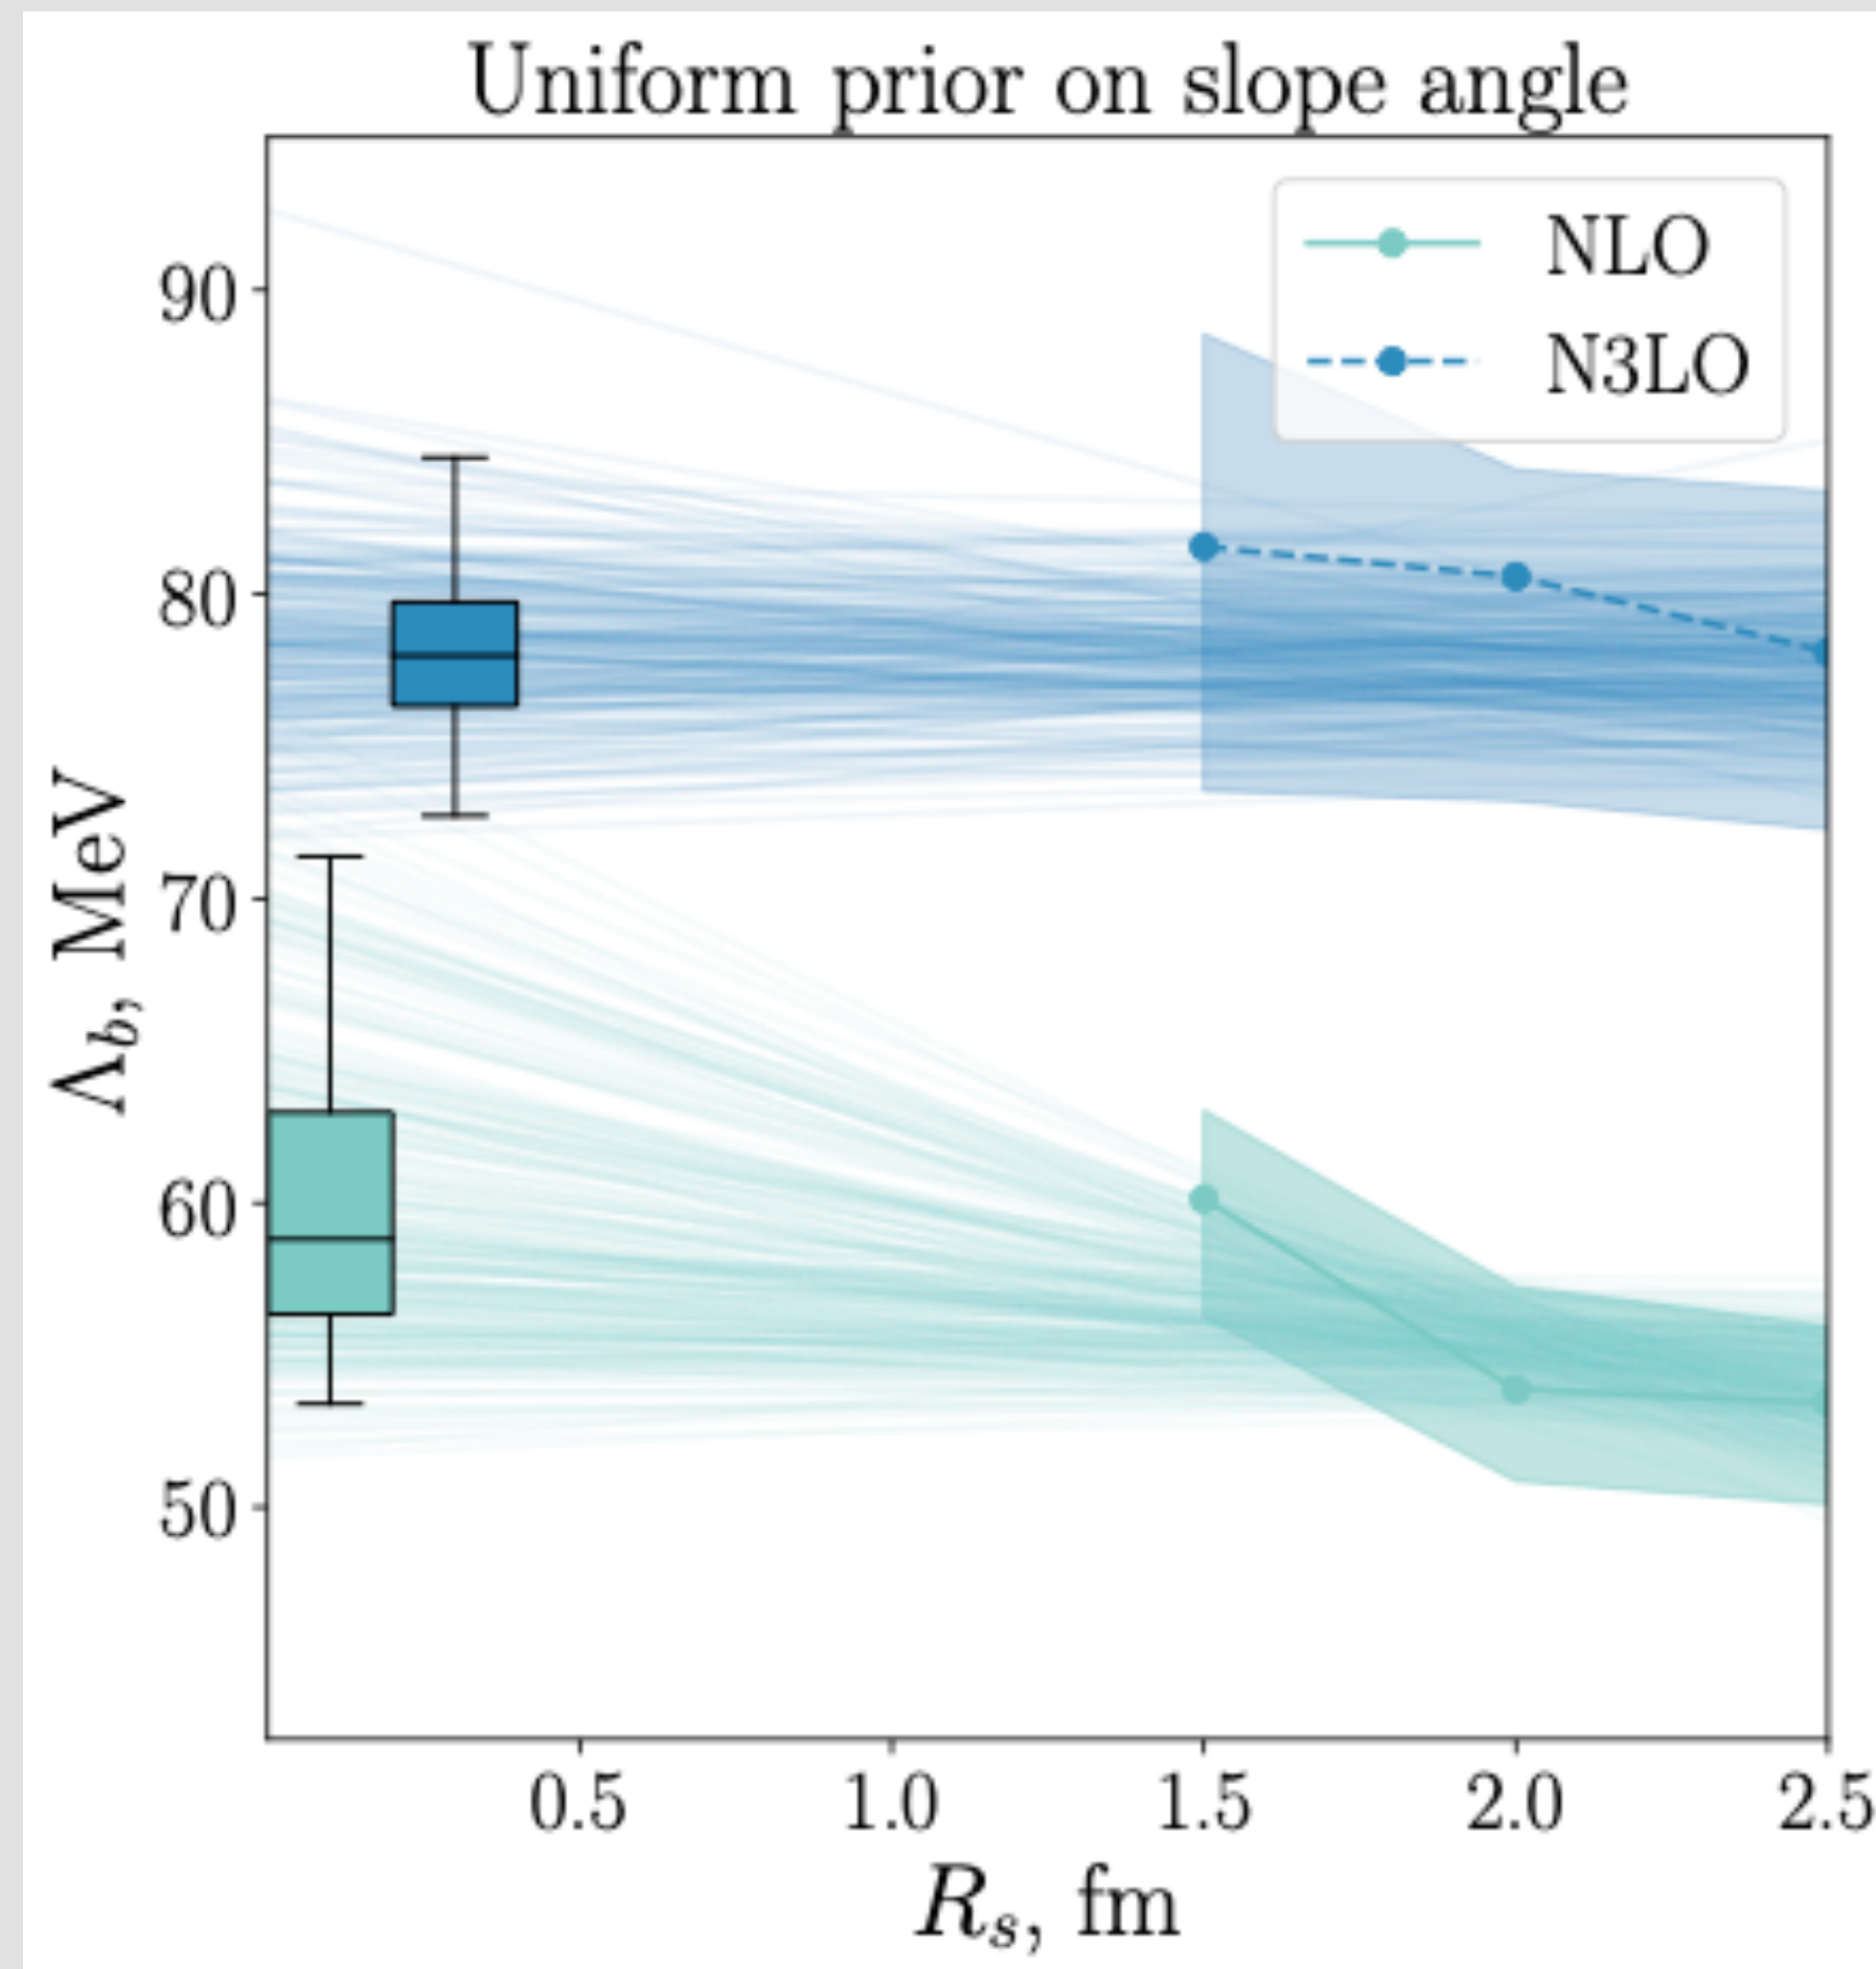 Uniform prior on slope angle
NLO
N3LO
90
80
70
60
50
Λb, MeV
0.5 1.0 1.5 2.0 2.5
Rs, fm